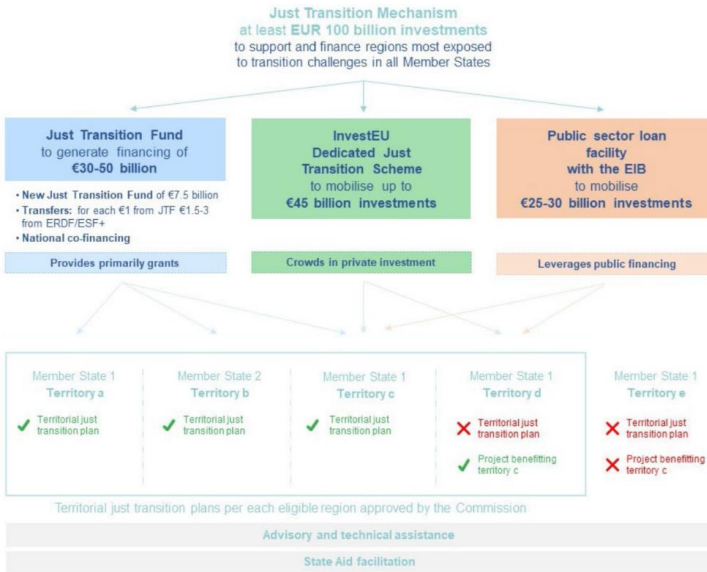 Just Transition Mechanism
at least EUR 100 billion investments
to support and finance regions most exposed
to transition challenges in all Member States
Just Transition Fund
to generate financing of
€30-50 billion
• New Just Transition Fund of €7.5 billion
• Transfers: for each €1 from JTF €1.5-3
from ERDF/ESF+
• National co-financing
Provides primarily grants
InvestEU
Dedicated Just
Transition Scheme
to mobilise up to
€45 billion investments
Crowds in private investment
Public sector loan
facility
with the EIB
to mobilise
€25-30 billion investments
Leverages public financing
Member State 1
Territory a
Territorial just
transition plan
Member State 2
Territory b
Territorial just
transition plan
Member State 1
Territory c
Territorial just
transition plan
Member State 1
Territory d
Territorial just
transition plan
Project benefitting
territory c
Member State 1
Territory e
Territorial just
transition plan
Project benefitting
territory c
Territorial just transition plans per each eligible region approved by the Commission
Advisory and technical assistance
State Aid facilitation